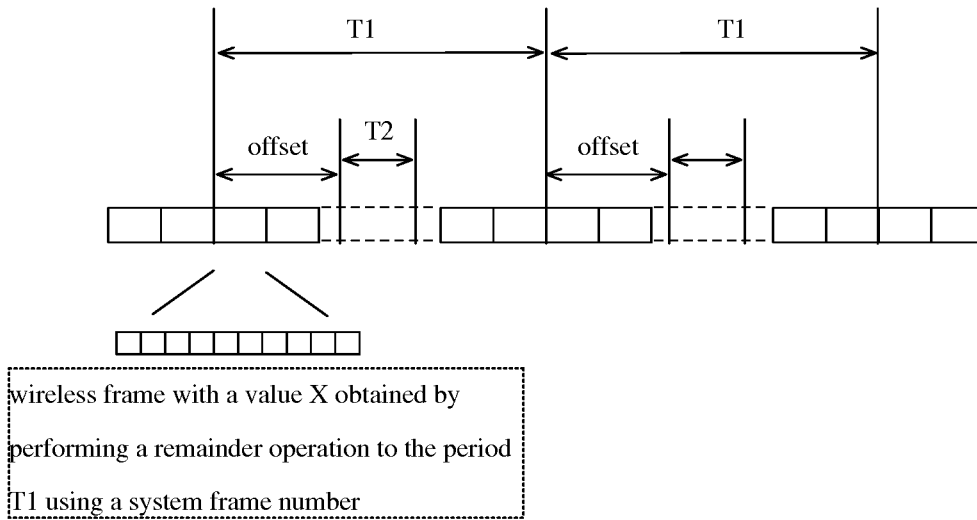 T1
T1
offset
T2
offset
wireless frame with a value X obtained by
performing a remainder operation to the period
T1 using a system frame number